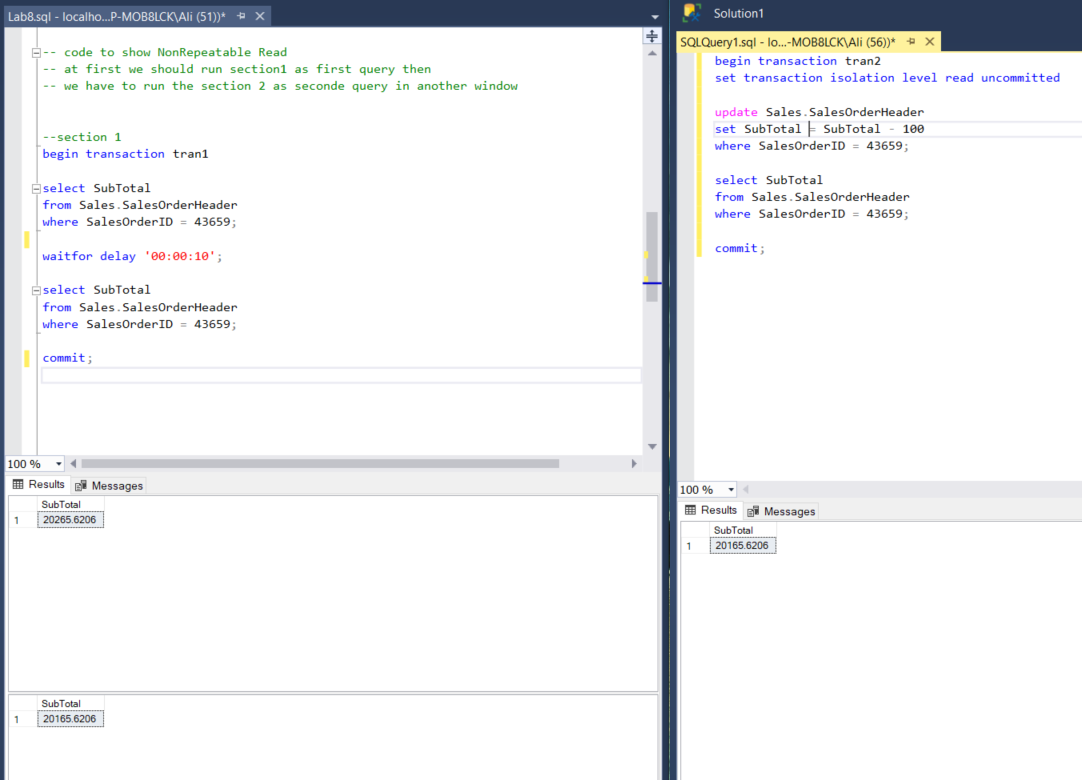 Lab8.sql - localho...P-MOB8LCK\Ali (51))*
-- code to show NonRepeatable Read
-- at first we should run section1 as first query then
-- we have to run the section 2 as seconde query in another window
--section 1
begin transaction tran1
select SubTotal
from Sales.SalesOrderHeader
where SalesOrderID = 43659;
waitfor delay '00:00:10';
select SubTotal
from Sales.SalesOrderHeader
where SalesOrderID = 43659;
commit;
100 %
Results Messages
SubTotal
1 20265.6206
SubTotal
1 20165.6206
Solution1
SQLQuery1.sql - lo...-MOB8LCK\Ali (56))*
begin transaction tran2
set transaction isolation level read uncommitted
update Sales.SalesOrderHeader
set SubTotal = SubTotal - 100
where SalesOrderID = 43659;
select SubTotal
from Sales.SalesOrderHeader
where SalesOrderID = 43659;
commit;
100 %
Results Messages
SubTotal
1 20165.6206